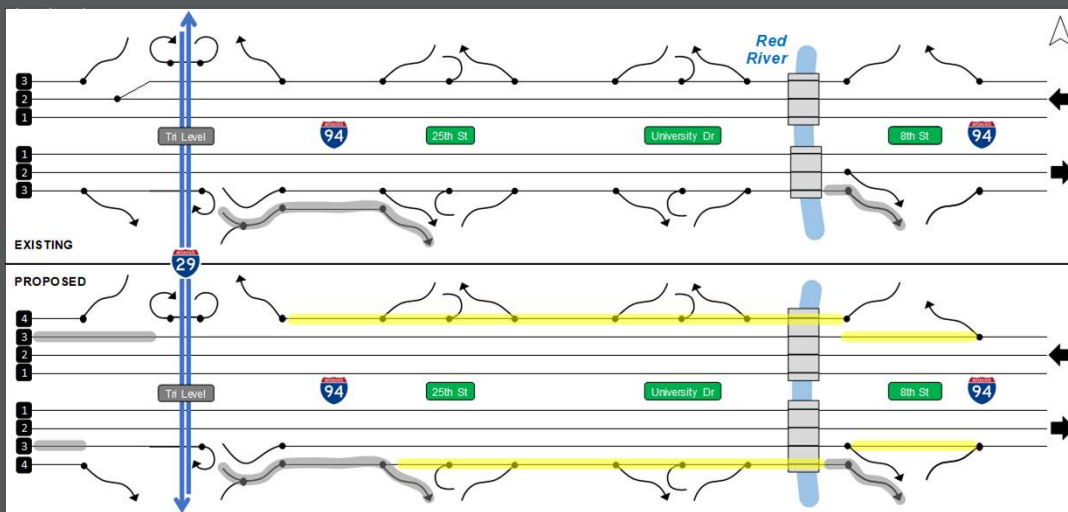 Red
River
3
2
1
Tri Level
94
25th St
University Dr
8th St
94
1
2
3
EXISTING
29
PROPOSED
4
3
2
1
Tri Level
94
25th St
University Dr
8th St
94
1
2
3
4